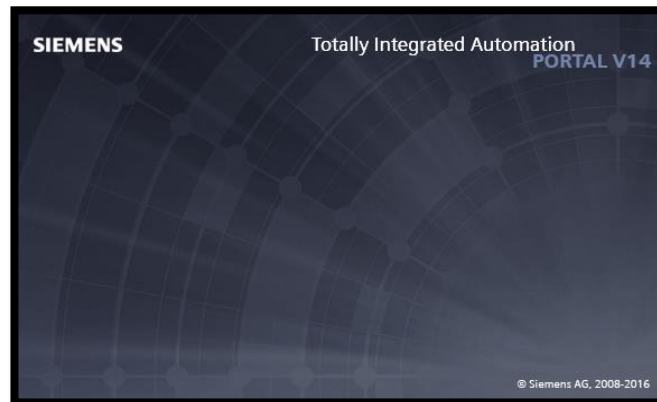 SIEMENS
Totally Integrated Automation
PORTAL V14
© Siemens AG, 2008-2016